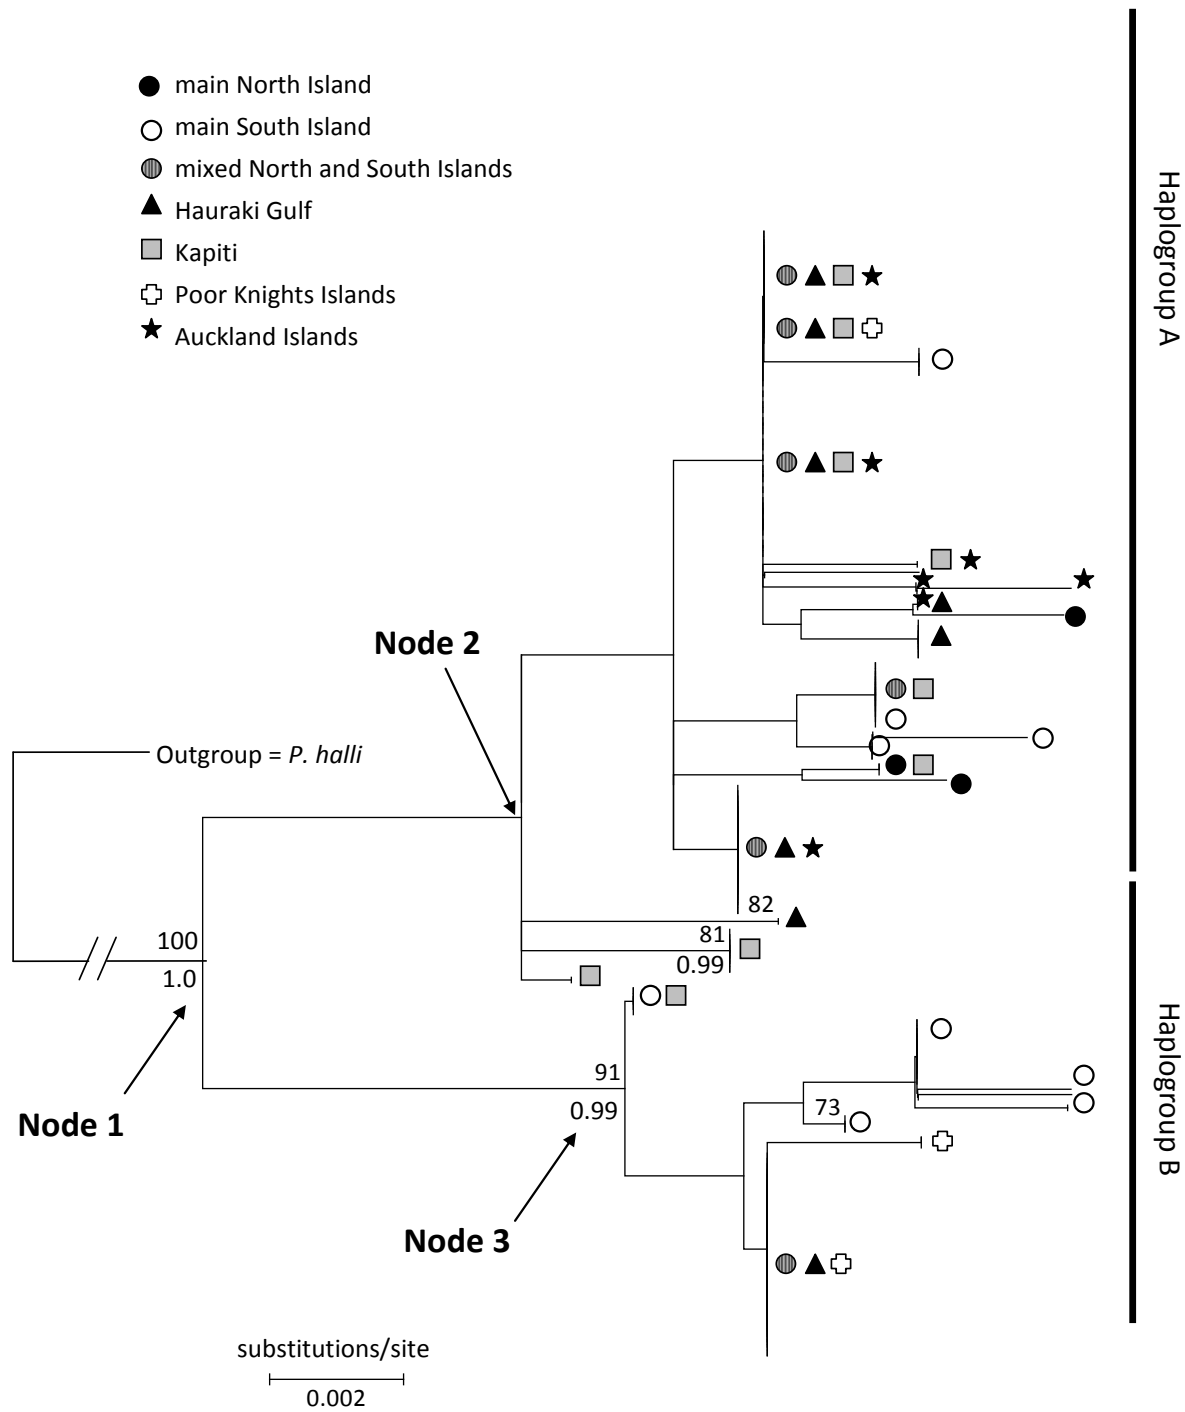 main North Island
main South Island
mixed North and South Islands
Hauraki Gulf
Kapiti
Poor Knights Islands
Auckland Islands
Haplogroup A
Node 2
Outgroup = P. halli
82
81
0.99
100
1.0
Node 1
91
0.99
73
Haplogroup B
Node 3
substitutions/site
0.002